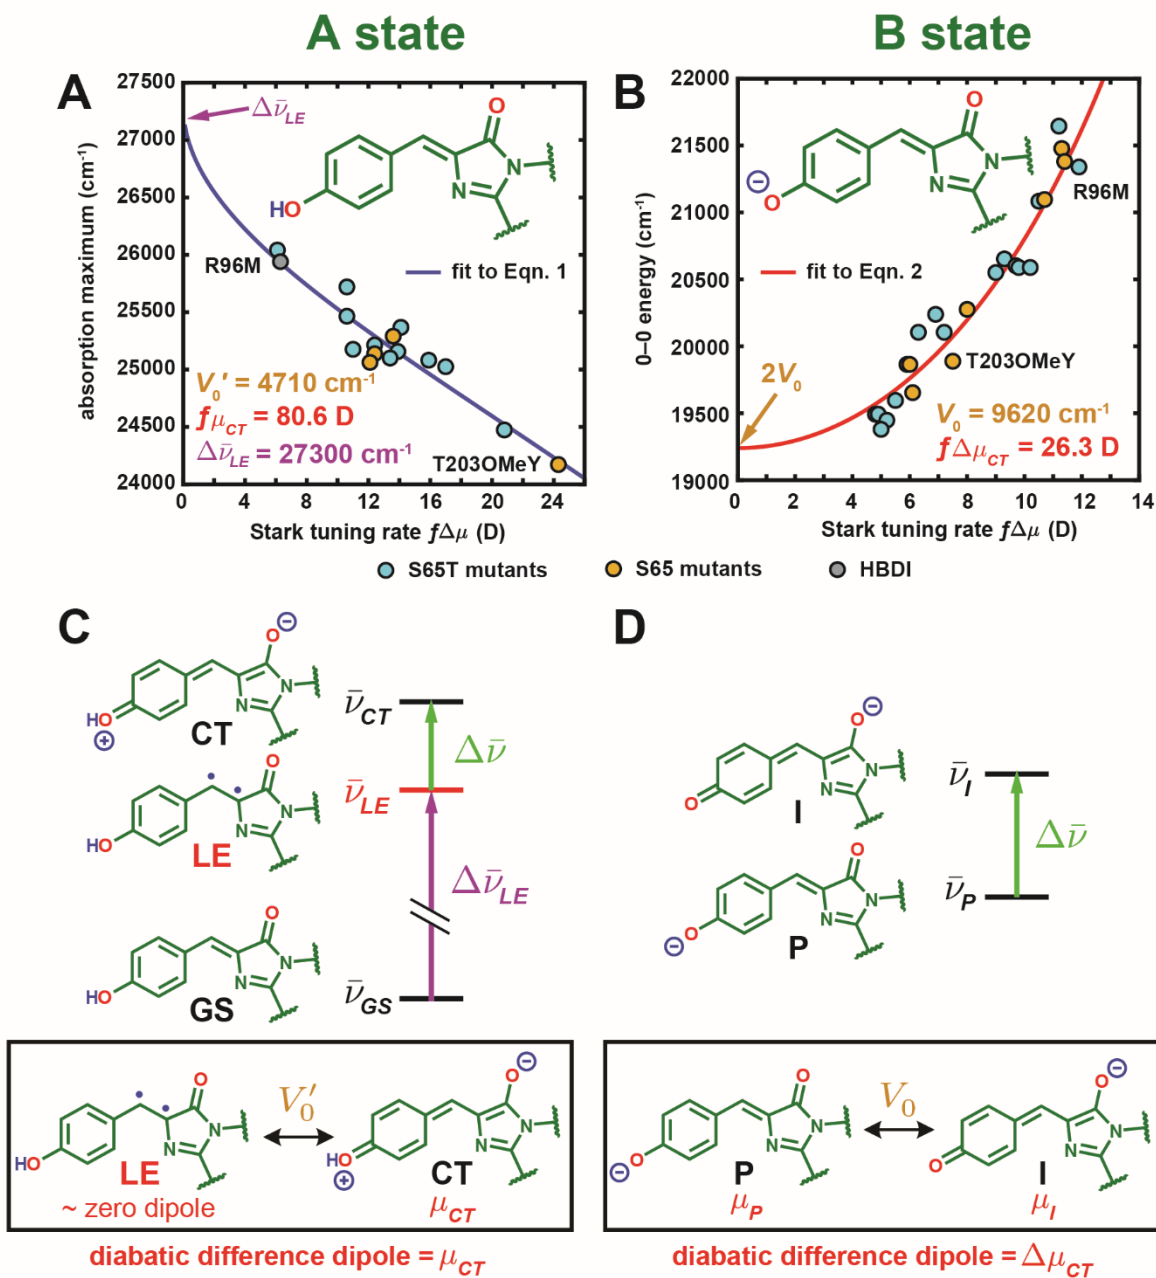 A state
B state
A
27500
27000
26500
26000
25500
25000
24500
24000
absorption maximum (cm⁻¹)
Δν̄LE
O
N
N
HO
R96M
fit to Eqn. 1
V₀′ = 4710 cm⁻¹
fμCT = 80.6 D
Δν̄LE = 27300 cm⁻¹
T203OMeY
0 4 8 12 16 20 24
Stark tuning rate fΔμ (D)
B
22000
21500
21000
20500
20000
19500
19000
0–0 energy (cm⁻¹)
O
N
N
⊖
O
R96M
fit to Eqn. 2
T203OMeY
2V₀
V₀ = 9620 cm⁻¹
fΔμCT = 26.3 D
0 2 4 6 8 10 12 14
Stark tuning rate fΔμ (D)
S65T mutants
S65 mutants
HBDI
C
⊖
O
N
N
HO
⊕
CT
ν̄CT
Δν̄
O
N
N
HO
LE
ν̄LE
Δν̄LE
O
N
N
HO
GS
ν̄GS
D
⊖
O
N
N
O
I
ν̄I
Δν̄
O
N
N
O
⊖
P
ν̄P
O
N
N
HO
LE
~ zero dipole
V₀′
⊖
O
N
N
HO
⊕
CT
μCT
diabatic difference dipole = μCT
O
N
N
O
⊖
P
μP
V₀
⊖
O
N
N
O
I
μI
diabatic difference dipole = ΔμCT